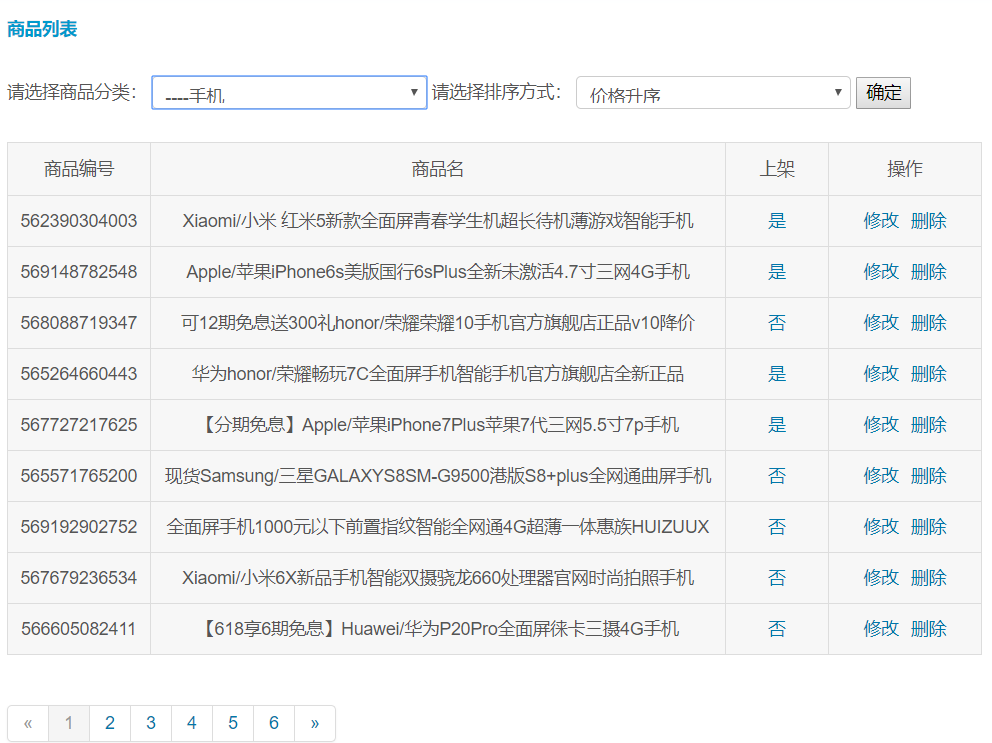 商品列表
请选择商品分类: ----手机 请选择排序方式: 价格升序 确定
商品编号 商品名 上架 操作
562390304003 Xiaomi/小米 红米5新款全面屏青春学生机超长待机薄游戏智能手机 是 修改 删除
569148782548 Apple/苹果iPhone6s美版国行6sPlus全新未激活4.7寸三网4G手机 是 修改 删除
568088719347 可12期免息送300礼honor/荣耀荣耀10手机官方旗舰店正品v10降价 否 修改 删除
565264660443 华为honor/荣耀畅玩7C全面屏手机智能手机官方旗舰店全新正品 是 修改 删除
567727217625 【分期免息】Apple/苹果iPhone7Plus苹果7代三网5.5寸7p手机 是 修改 删除
565571765200 现货Samsung/三星GALAXYS8SM-G9500港版S8+plus全网通曲屏手机 否 修改 删除
569192902752 全面屏手机1000元以下前置指纹智能全网通4G超薄一体惠族HUIZUUX 否 修改 删除
567679236534 Xiaomi/小米6X新品手机智能双摄骁龙660处理器官网时尚拍照手机 否 修改 删除
566605082411 【618享6期免息】Huawei/华为P20Pro全面屏徕卡三摄4G手机 否 修改 删除
« 1 2 3 4 5 6 »